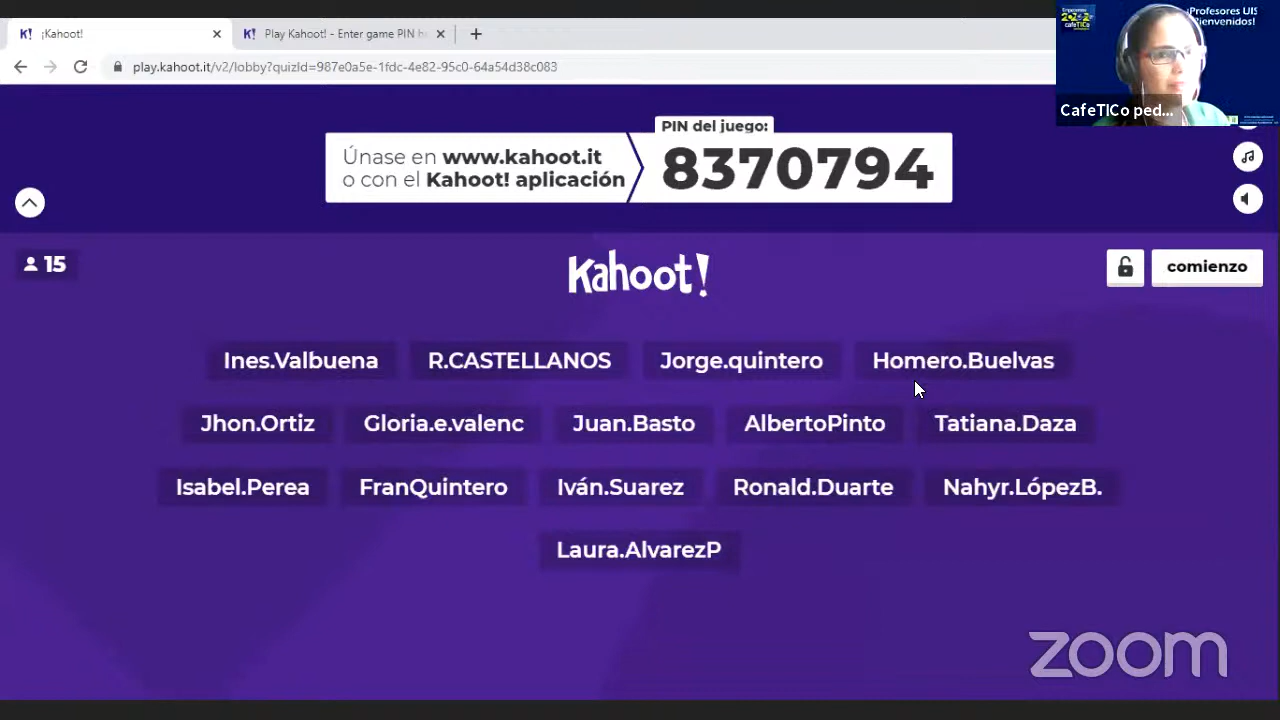 ¡Kahoot!
Play Kahoot! - Enter game PIN h
play.kahoot.it/v2/lobby?quizId=987e0a5e-1fdc-4e82-95c0-64a54d38c083
¡Profesores UIS
Bienvenidos!
CafeTICo ped...
Únase en www.kahoot.it
o con el Kahoot! aplicación
PIN del juego:
8370794
15
Kahoot!
comienzo
Ines.Valbuena R.CASTELLANOS Jorge.quintero Homero.Buelvas
Jhon.Ortiz Gloria.e.valenc Juan.Basto AlbertoPinto Tatiana.Daza
Isabel.Perea FranQuintero Iván.Suarez Ronald.Duarte Nahyr.LópezB.
Laura.AlvarezP
zoom